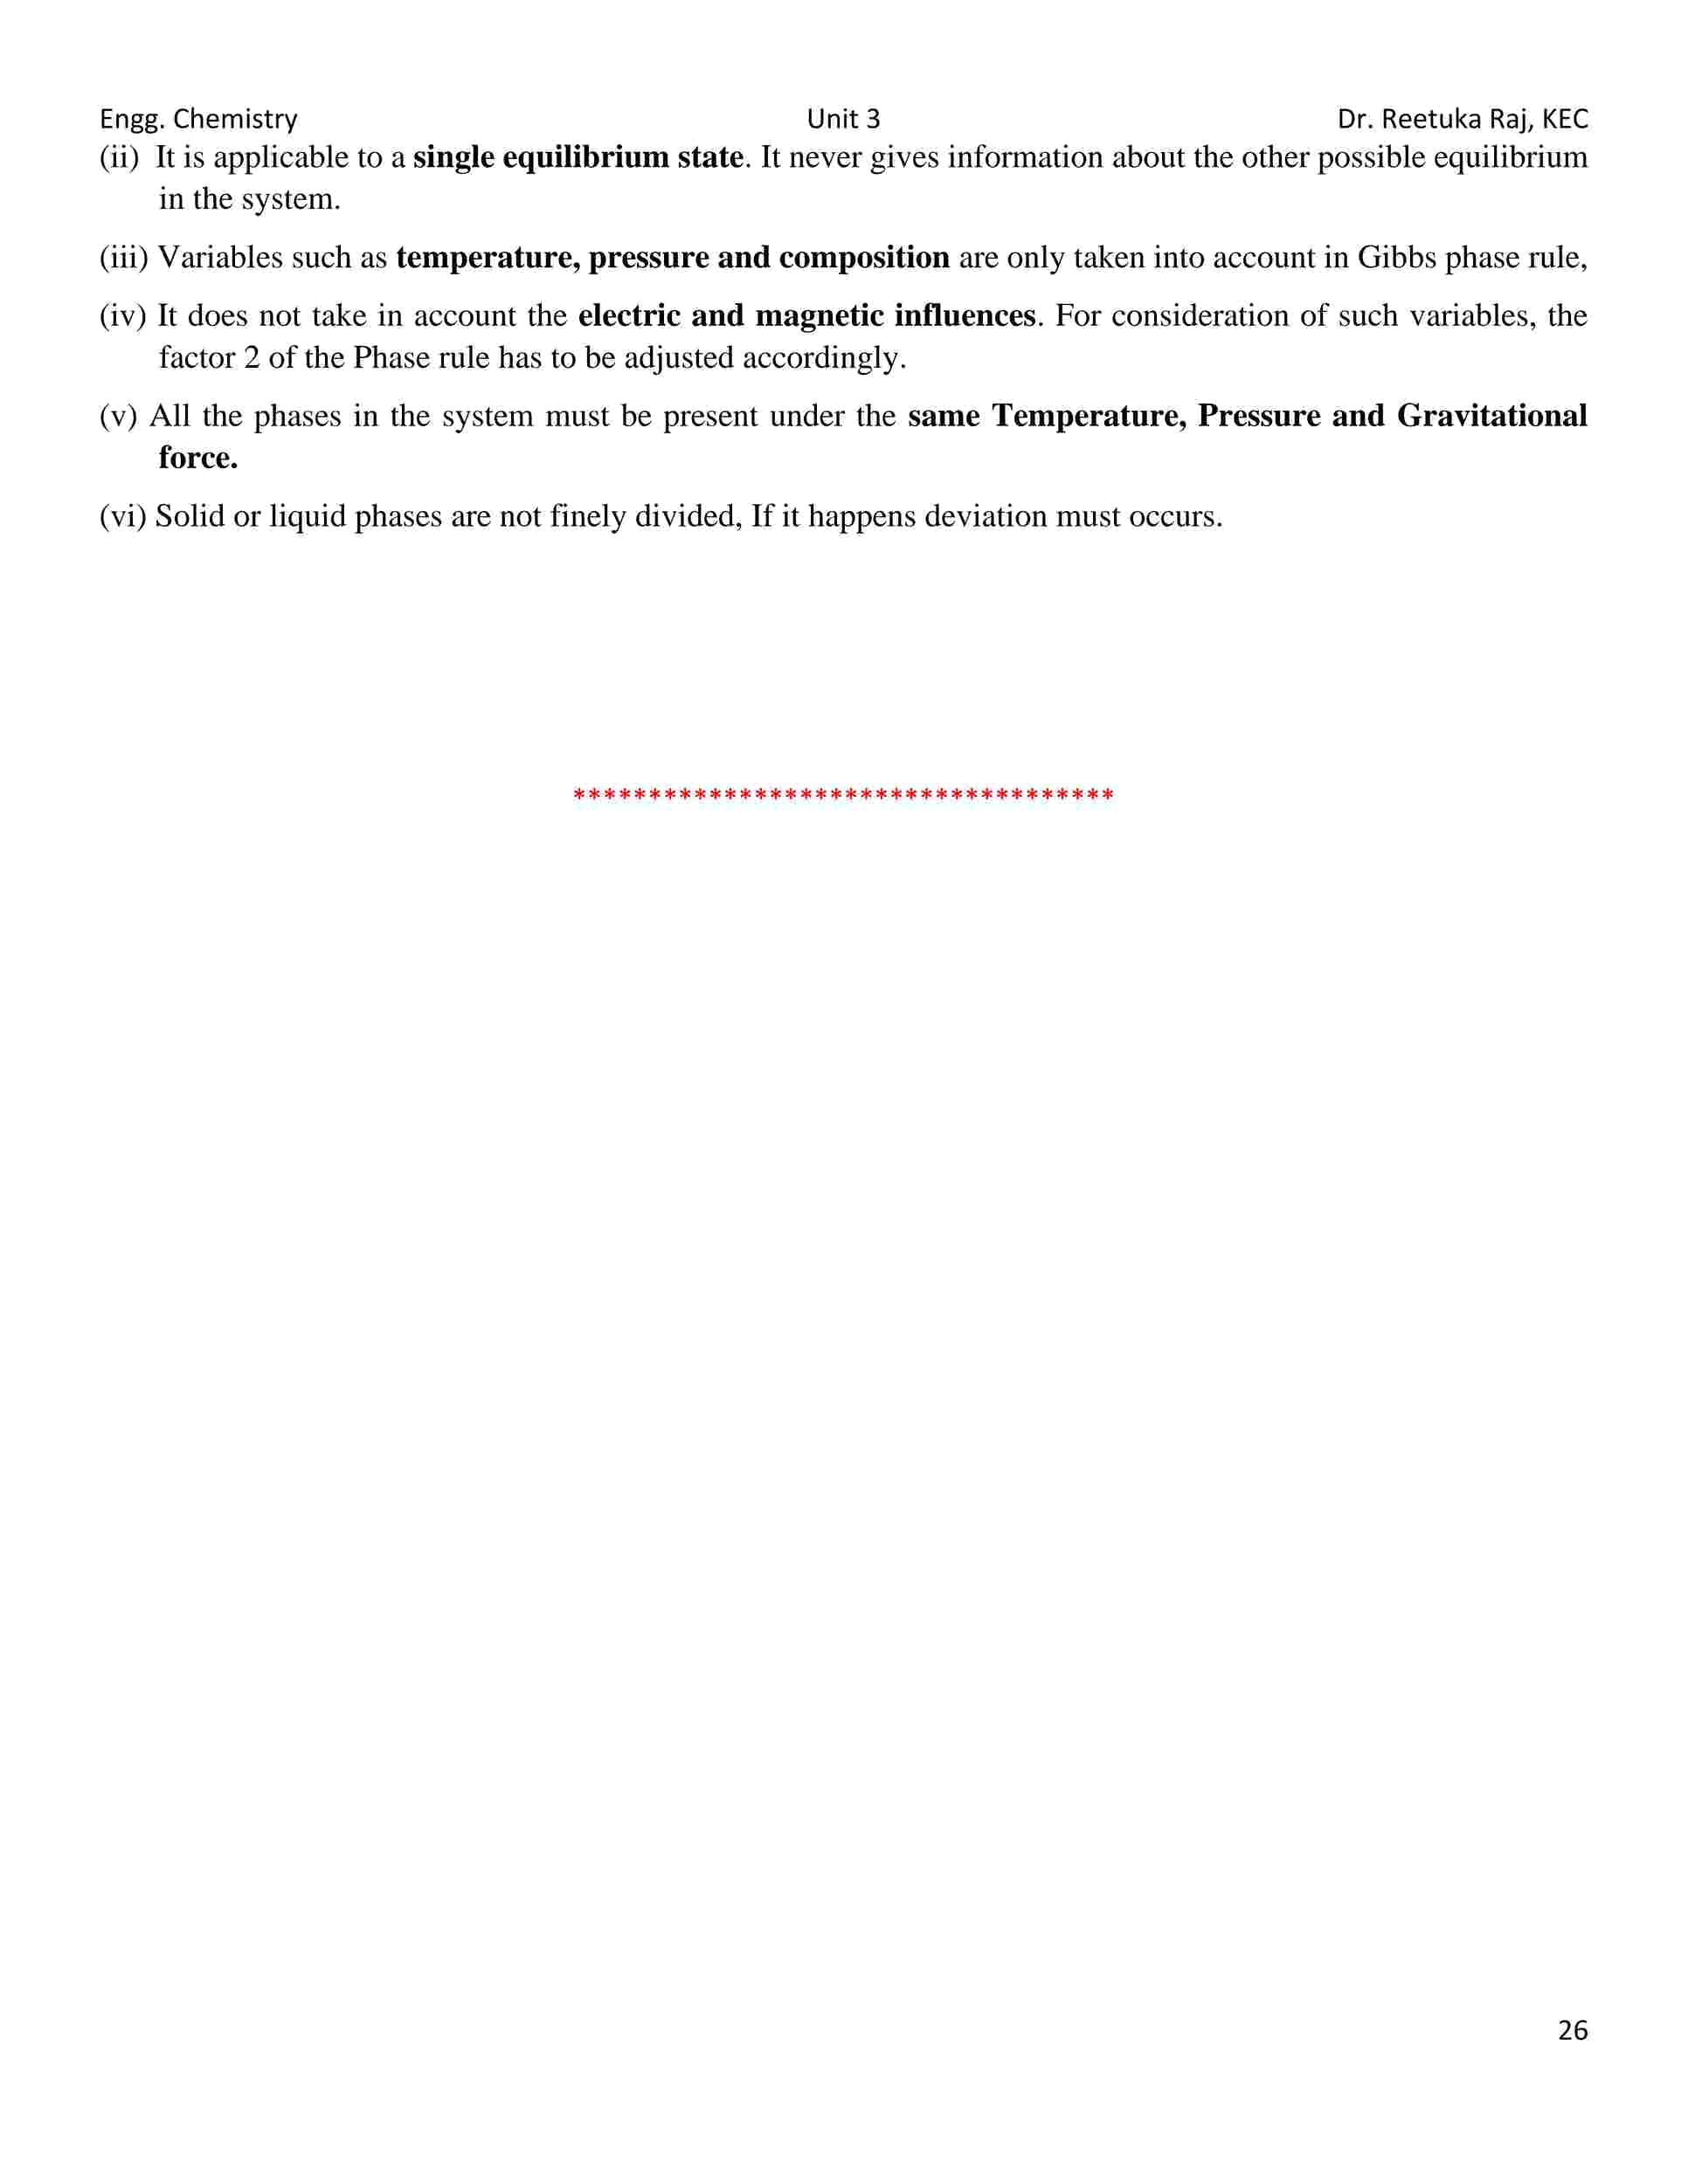 Engg. Chemistry Unit 3 Dr. Reetuka Raj, KEC
(ii) It is applicable to a single equilibrium state. It never gives information about the other possible equilibrium
in the system.
(iii) Variables such as temperature, pressure and composition are only taken into account in Gibbs phase rule,
(iv) It does not take in account the electric and magnetic influences. For consideration of such variables, the
factor 2 of the Phase rule has to be adjusted accordingly.
(v) All the phases in the system must be present under the same Temperature, Pressure and Gravitational
force.
(vi) Solid or liquid phases are not finely divided, If it happens deviation must occurs.
************************************
26